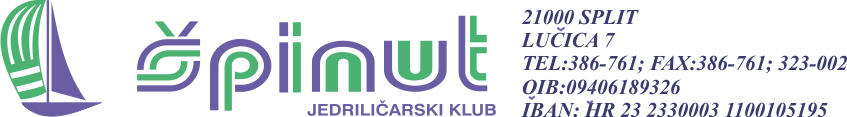 špinut
JEDRILIČARSKI KLUB
21000 SPLIT
LUČICA 7
TEL:386-761; FAX:386-761; 323-002
OIB:09406189326
IBAN: HR 23 2330003 1100105195